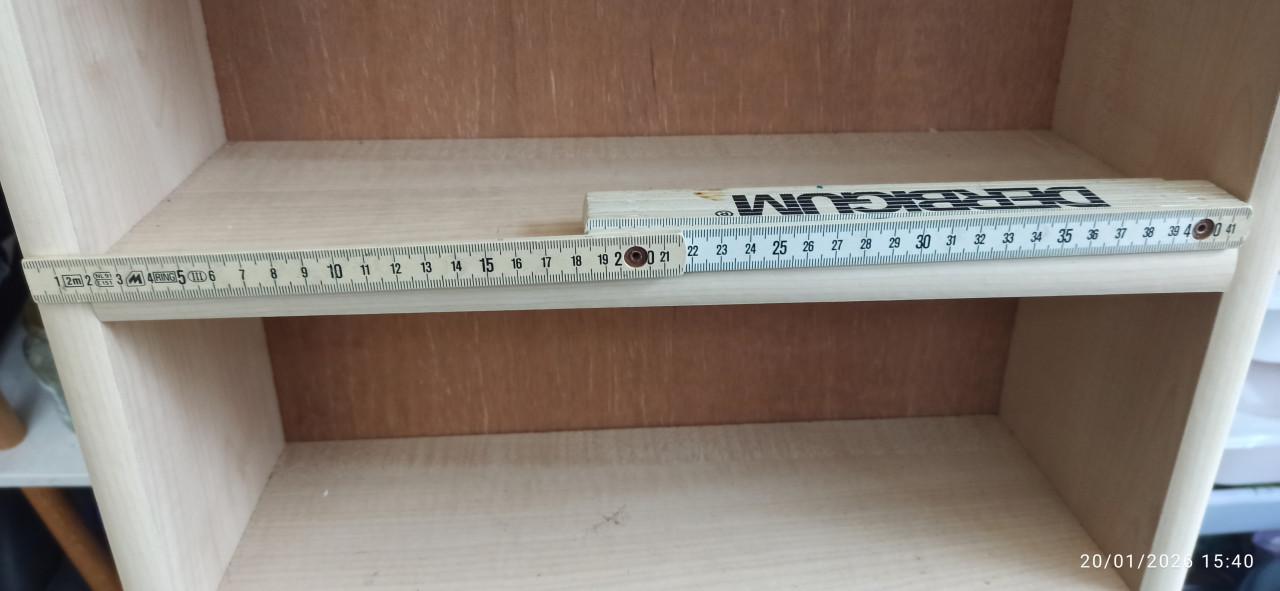 DERBIGUM®
1 2m 2 3 M 4 RING 5 III 6 7 8 9 10 11 12 13 14 15 16 17 18 19 20 21 22 23 24 25 26 27 28 29 30 31 32 33 34 35 36 37 38 39 40 41
20/01/2026 15:40